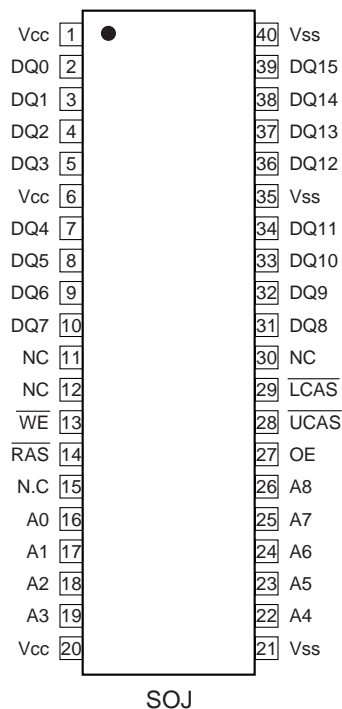 Vcc 1 40 Vss
DQ0 2 39 DQ15
DQ1 3 38 DQ14
DQ2 4 37 DQ13
DQ3 5 36 DQ12
Vcc 6 35 Vss
DQ4 7 34 DQ11
DQ5 8 33 DQ10
DQ6 9 32 DQ9
DQ7 10 31 DQ8
NC 11 30 NC
NC 12 29 L̅C̅A̅S̅
W̅E̅ 13 28 U̅C̅A̅S̅
R̅A̅S̅ 14 27 OE
N.C 15 26 A8
A0 16 25 A7
A1 17 24 A6
A2 18 23 A5
A3 19 22 A4
Vcc 20 21 Vss
SOJ